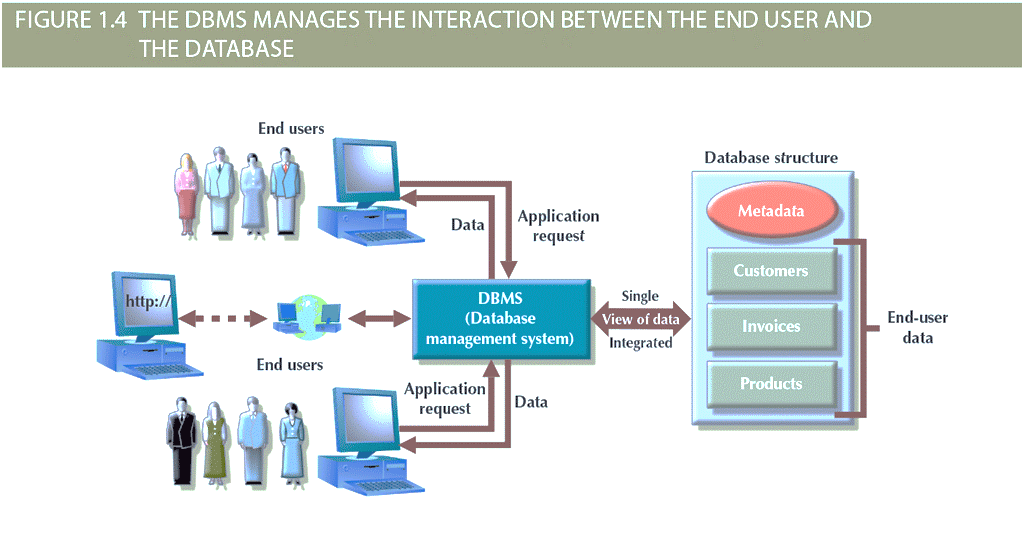 FIGURE 1.4 THE DBMS MANAGES THE INTERACTION BETWEEN THE END USER AND
THE DATABASE
End users
Data
Application
request
http://
DBMS
(Database
management system)
Single
View of data
Integrated
Database structure
Metadata
Customers
Invoices
Products
End-user
data
End users
Application
request
Data